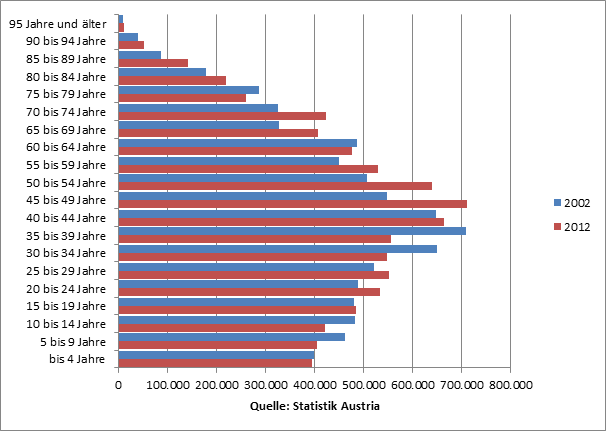 95 Jahre und älter
90 bis 94 Jahre
85 bis 89 Jahre
80 bis 84 Jahre
75 bis 79 Jahre
70 bis 74 Jahre
65 bis 69 Jahre
60 bis 64 Jahre
55 bis 59 Jahre
50 bis 54 Jahre
45 bis 49 Jahre
40 bis 44 Jahre
35 bis 39 Jahre
30 bis 34 Jahre
25 bis 29 Jahre
20 bis 24 Jahre
15 bis 19 Jahre
10 bis 14 Jahre
5 bis 9 Jahre
bis 4 Jahre
0 100.000 200.000 300.000 400.000 500.000 600.000 700.000 800.000
Quelle: Statistik Austria
2002
2012